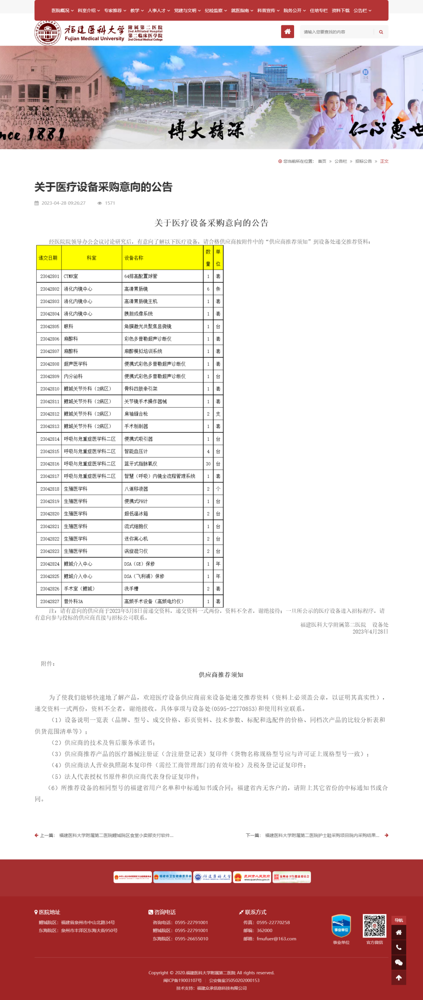 医院概况 科室介绍 专家推荐 教学 人事人才 党建与文明 纪检监察 就医指南 科普宣传 院务公开 住培专栏 资料下载 公告栏
福建医科大学 附属第二医院
2nd Affiliated Hospital
Fujian Medical University 第二临床医学院
2nd Clinical Medical College
请输入您要查找的内容
nce 1881 博大精深 仁心惠世
您当前所在位置： 首页 » 公告栏 » 招标公告 » 正文
关于医疗设备采购意向的公告
2023-04-28 09:26:27 1571
关于医疗设备采购意向的公告
经医院院领导办公会议讨论研究后，有意向了解以下医疗设备，请合格供应商按附件中的“供应商推荐须知”到设备处递交推荐资料：
递交日期 科室 设备名称 数量 单位
23042801 CTMR室 64排高配置球管 1 套
23042802 消化内镜中心 高清胃肠镜 6 条
23042803 消化内镜中心 高清胃肠镜主机 1 套
23042804 消化内镜中心 胰胆成像系统 1 套
23042805 眼科 角膜激光共聚焦显微镜 1 台
23042806 麻醉科 彩色多普勒超声诊断仪 1 套
23042807 麻醉科 麻醉模拟培训系统 1 套
23042808 超声医学科 便携式彩色多普勒超声诊断仪 1 套
23042809 内分泌科 便携式彩色多普勒超声诊断仪 1 台
23042810 鲤城关节外科（2病区） 骨科四肢牵引架 1 套
23042811 鲤城关节外科（2病区） 关节镜手术操作器械 1 套
23042812 鲤城关节外科（2病区） 肩袖缝合枪 2 支
23042813 鲤城关节外科（2病区） 手术刨削器 1 套
23042814 呼吸与危重症医学科二区 便携式吸引器 1 台
23042815 呼吸与危重症医学科二区 智能血压计 4 台
23042816 呼吸与危重症医学科二区 蓝牙式指脉氧仪 30 台
23042817 呼吸与危重症医学科二区 智慧（呼吸）内镜全流程管理系统 1 套
23042818 生殖医学科 八道移液器 2 个
23042819 生殖医学科 便携式PH计 1 台
23042820 生殖医学科 超低温冰箱 2 台
23042821 生殖医学科 流式细胞仪 1 台
23042822 生殖医学科 迷你离心机 2 台
23042823 生殖医学科 涡旋混匀仪 2 台
23042824 鲤城介入中心 DSA（GE）保修 1 年
23042825 鲤城介入中心 DSA（飞利浦）保修 1 年
23042826 手术室（鲤城） 洗手槽 2 套
23042827 普外科3A 高频手术设备（高频电灼仪） 1 套
注：请有意向的供应商于2023年5月8日前递交资料，递交资料一式两份，资料不全者，谢绝接待；一旦所公示的医疗设备进入招标程序，请
有意向参与投标的供应商直接与招标公司联系。
福建医科大学附属第二医院 设备处
2023年4月28日
附件：
供应商推荐须知
为了使我们能够快速地了解产品，欢迎医疗设备供应商前来设备处递交推荐资料（资料上必须盖公章，以证明其真实性），
递交资料一式两份，资料不全者，谢绝接收。具体事项与设备处(0595-22770853)和使用科室联系。
（1）设备说明一览表（品牌、型号、成交价格、彩页资料、技术参数、标配和选配件的价格、同档次产品的比较分析表和
供货范围清单等）；
（2）供应商的技术及售后服务承诺书；
（3）供应商推荐产品的医疗器械注册证（含注册登记表）复印件（货物名称规格型号应与许可证上规格型号一致）；
（4）供应商法人营业执照副本复印件（需经工商管理部门的有效年检）及税务登记证复印件；
（5）法人代表授权书原件和供应商代表身份证复印件；
（6）所推荐设备的相同型号的福建省用户名单和中标通知书或合同；福建省内无客户的，请附上其它省份的中标通知书或合
同。
上一篇： 福建医科大学附属第二医院鲤城院区食堂小卖部支付软件...
下一篇： 福建医科大学附属第二医院护士鞋采购项目院内采购结果...
中华人民共和国国家卫生健康委员会 福建省卫生健康委员会 福建医科大学 泉州市人民政府 www.quanzhou.gov.cn 泉州市卫生健康委员会
医院地址 咨询电话 联系方式
鲤城院区：福建省泉州市中山北路34号 咨询电话：0595-22791001 传真：0595-22770258
东海院区：泉州市丰泽区东海大街950号 鲤城院区：0595-22791001 邮编：362000
东海院区：0595-26655010 邮箱：fmufuer@163.com
事业单位 官方微信
导航
Copyright © 2020.福建医科大学附属第二医院 All rights reserved.
闽ICP备19003107号 | 公安备案35050202000153
技术支持：福建众承信息科技有限公司